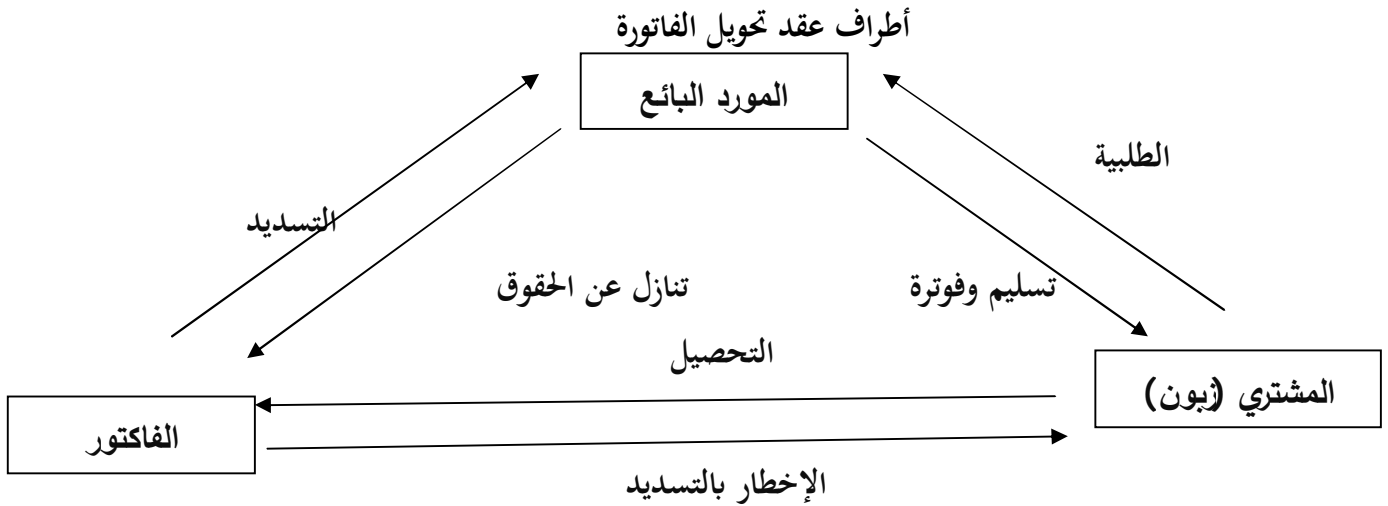 أطراف عقد تحويل الفاتورة
المورد البائع
الطلبية
التسديد
تسليم وفوترة
تنازل عن الحقوق
التحصيل
المشتري (زبون)
الفاكتور
الإخطار بالتسديد